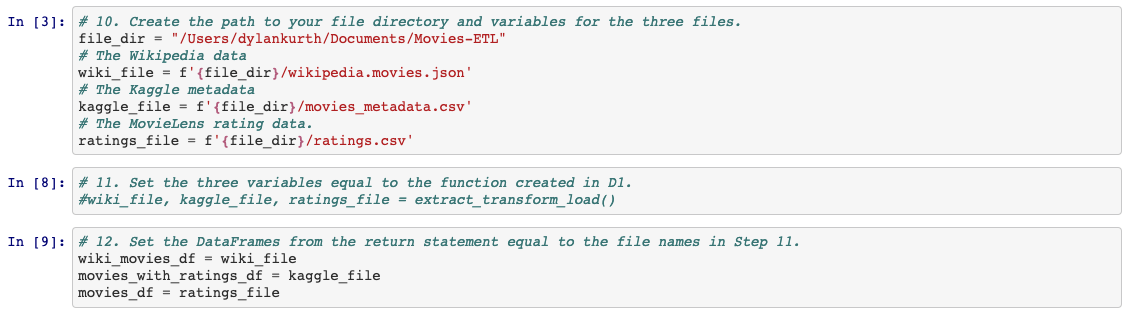 In [3]: # 10. Create the path to your file directory and variables for the three files.
file_dir = "/Users/dylankurth/Documents/Movies-ETL"
# The Wikipedia data
wiki_file = f'{file_dir}/wikipedia.movies.json'
# The Kaggle metadata
kaggle_file = f'{file_dir}/movies_metadata.csv'
# The MovieLens rating data.
ratings_file = f'{file_dir}/ratings.csv'
In [8]: # 11. Set the three variables equal to the function created in D1.
#wiki_file, kaggle_file, ratings_file = extract_transform_load()
In [9]: # 12. Set the DataFrames from the return statement equal to the file names in Step 11.
wiki_movies_df = wiki_file
movies_with_ratings_df = kaggle_file
movies_df = ratings_file